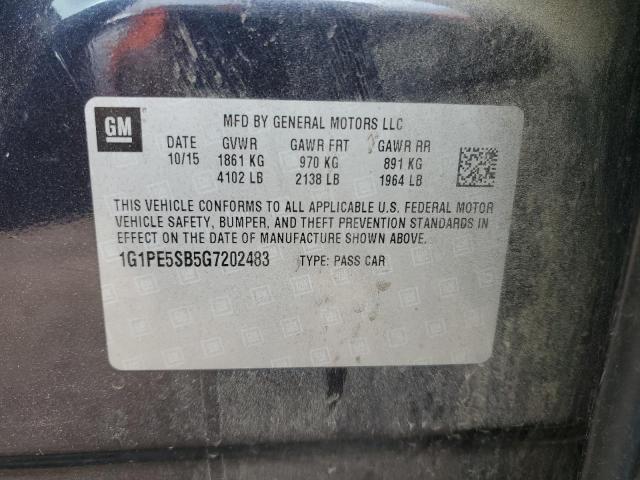 GM
MFD BY GENERAL MOTORS LLC
DATE GVWR GAWR FRT GAWR RR
10/15 1861 KG 970 KG 891 KG
4102 LB 2138 LB 1964 LB
THIS VEHICLE CONFORMS TO ALL APPLICABLE U.S. FEDERAL MOTOR
VEHICLE SAFETY, BUMPER, AND THEFT PREVENTION STANDARDS IN
EFFECT ON THE DATE OF MANUFACTURE SHOWN ABOVE.
1G1PE5SB5G7202483 TYPE: PASS CAR